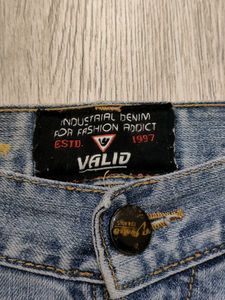 INDUSTRIAL DENIM
FOR FASHION ADDICT
ESTD. 1997
VALID